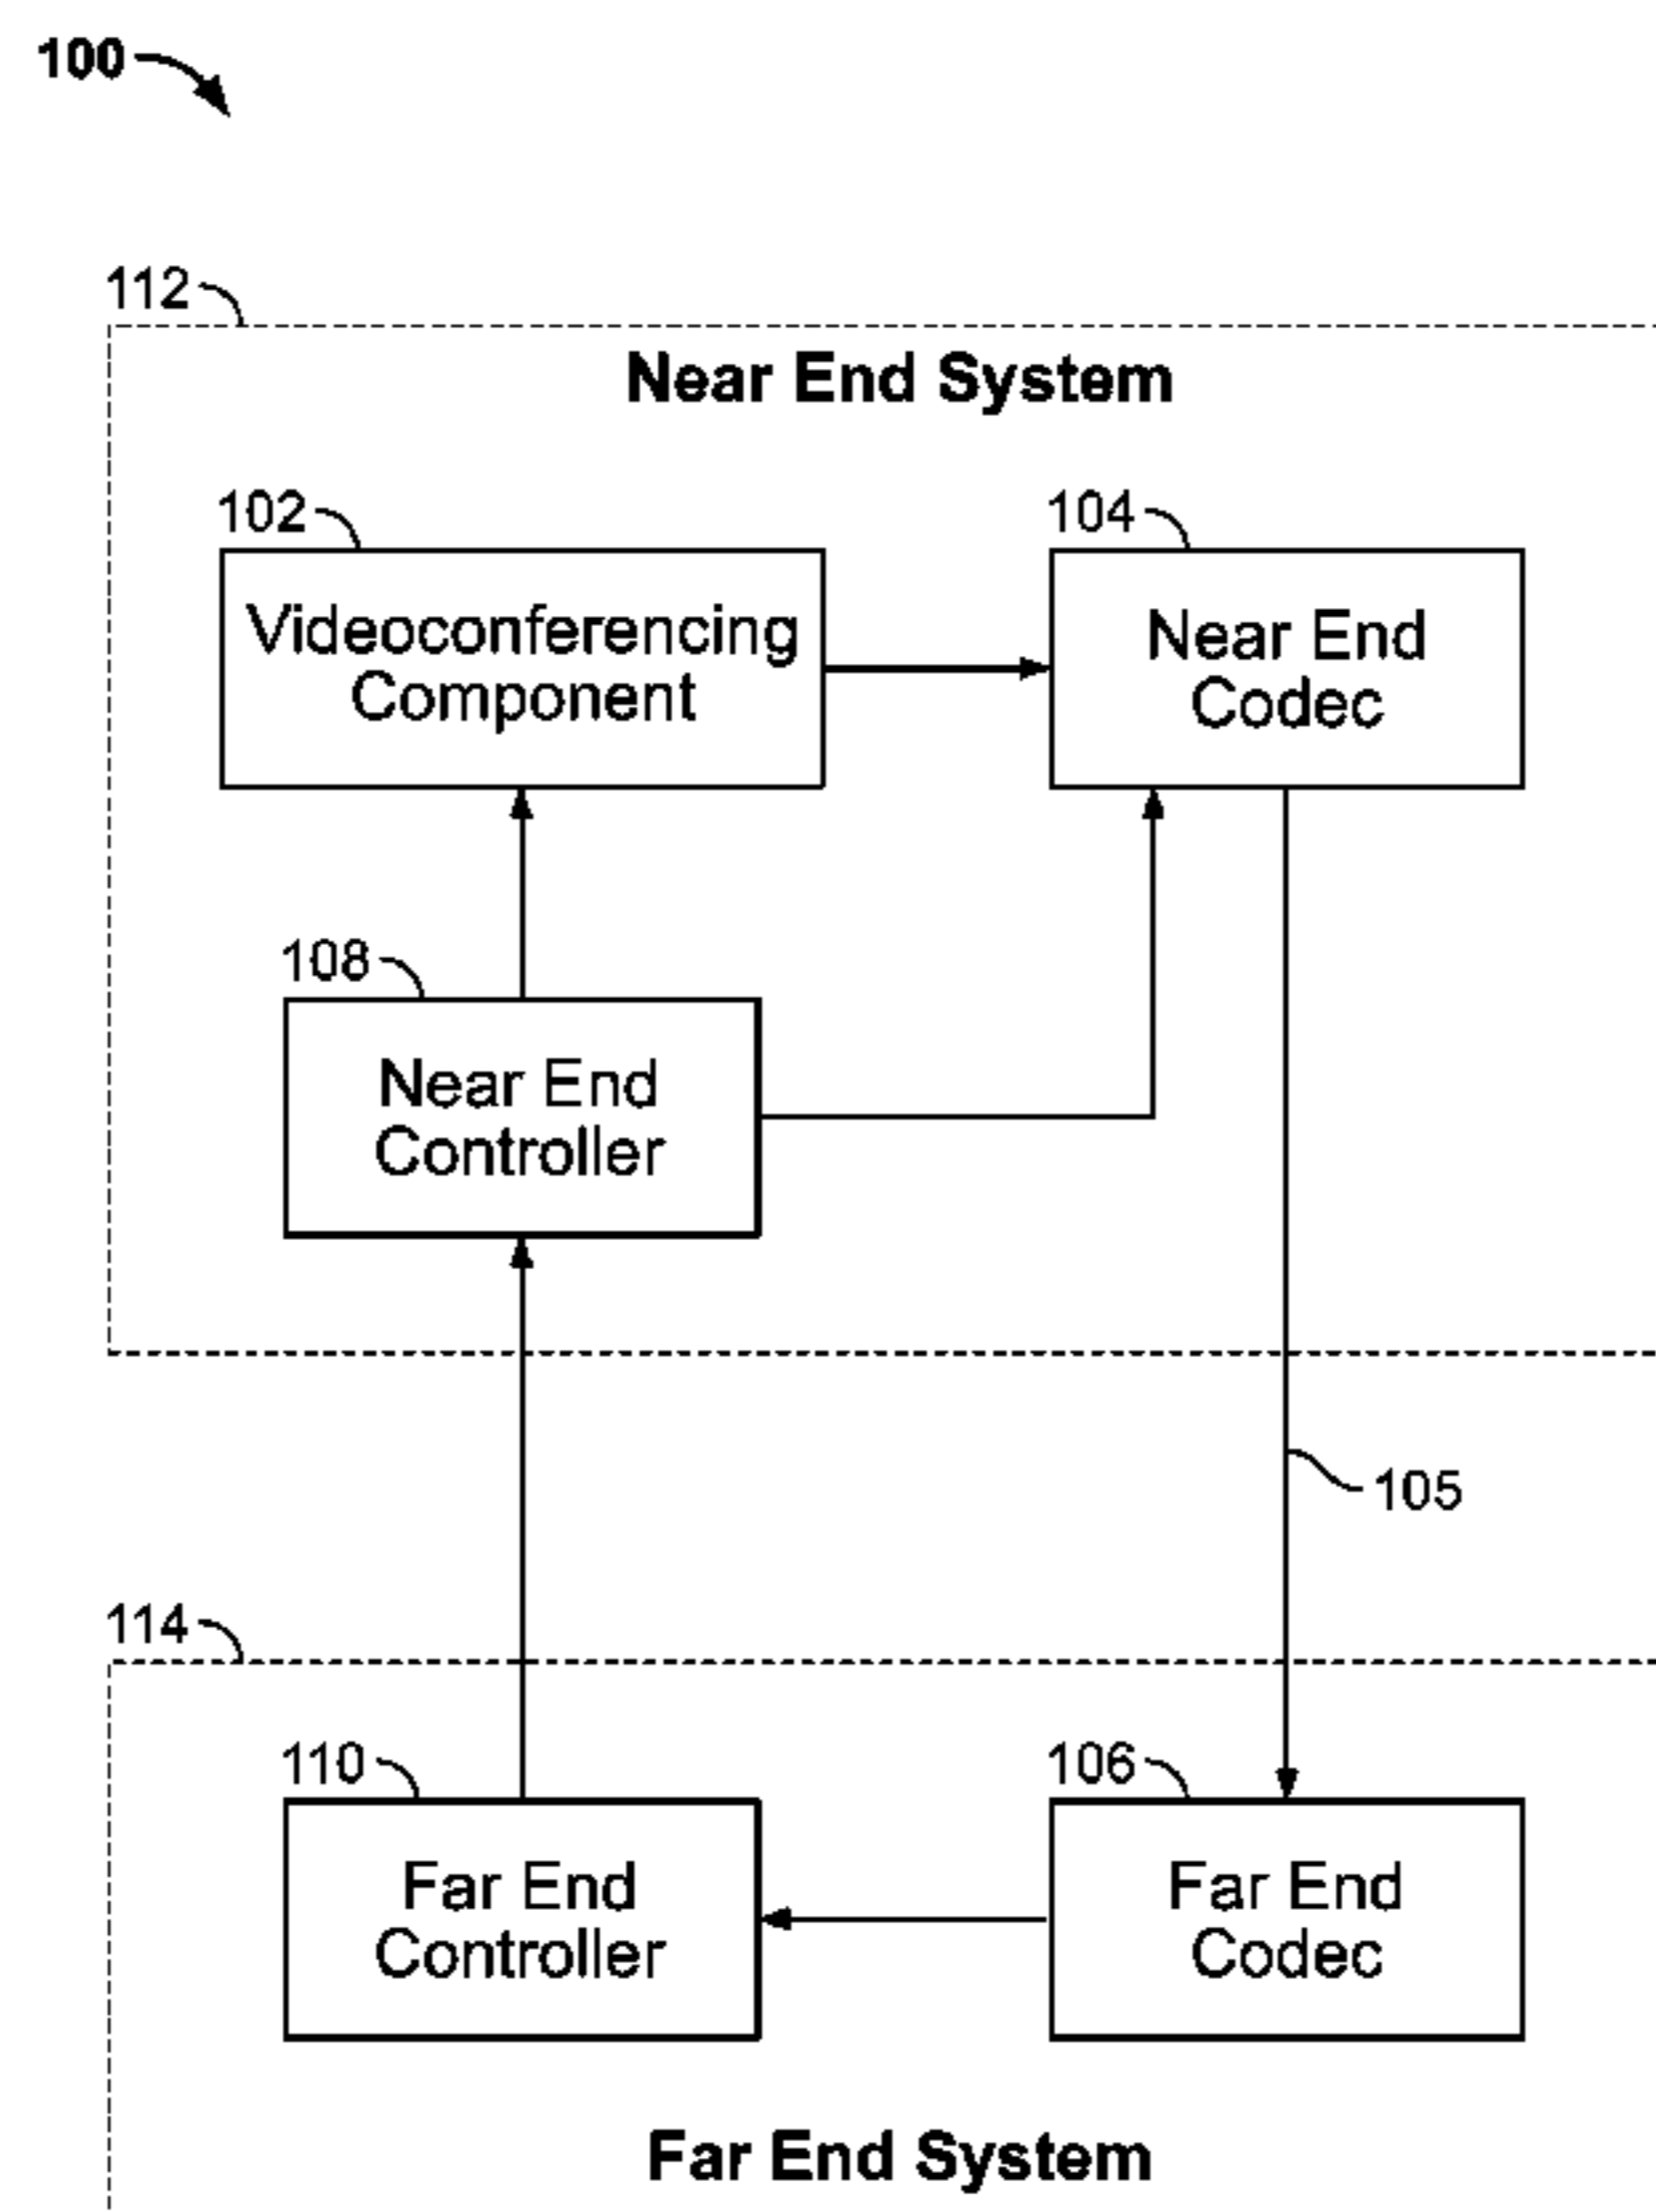 100
112
Near End System
102
104
Videoconferencing
Component
Near End
Codec
108
Near End
Controller
105
114
110
106
Far End
Controller
Far End
Codec
Far End System